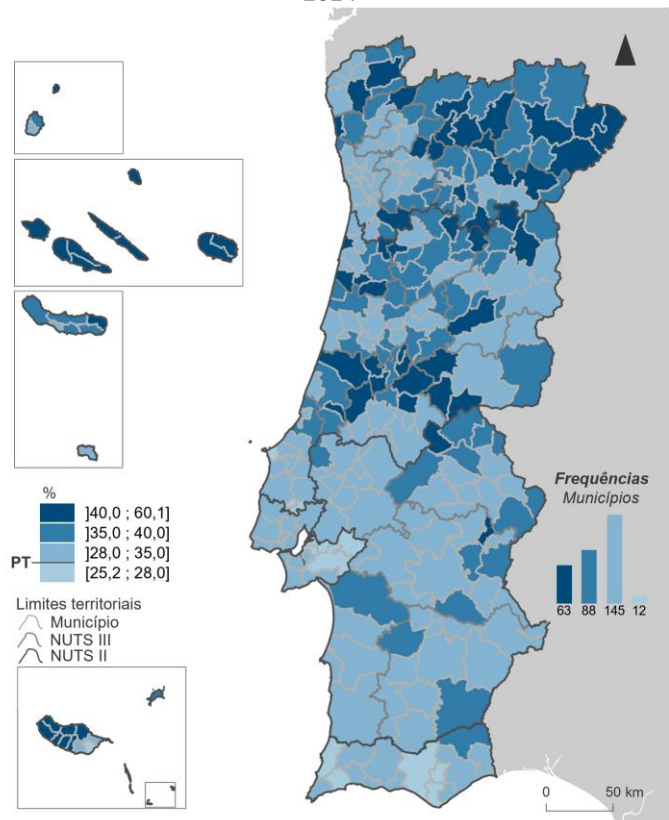 %
]40,0 ; 60,1]
]35,0 ; 40,0]
]28,0 ; 35,0]
PT
[25,2 ; 28,0]
Limites territoriais
Município
NUTS III
NUTS II
Frequências
Municípios
63 88 145 12
0 50 km